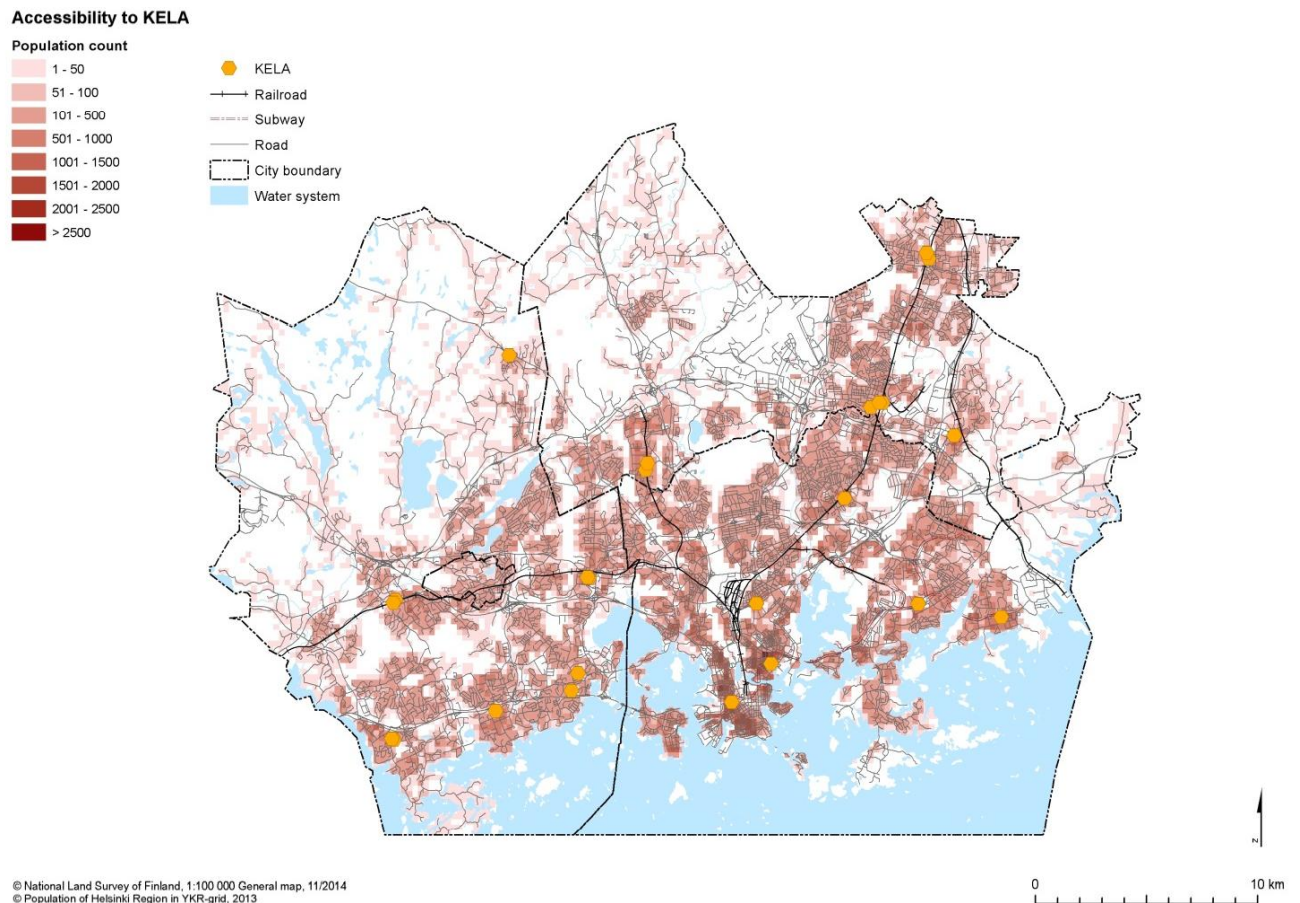 Accessibility to KELA
Population count
1 - 50
51 - 100
101 - 500
501 - 1000
1001 - 1500
1501 - 2000
2001 - 2500
> 2500
KELA
Railroad
Subway
Road
City boundary
Water system
N
0 10 km
© National Land Survey of Finland, 1:100 000 General map, 11/2014
© Population of Helsinki Region in YKR-grid, 2013